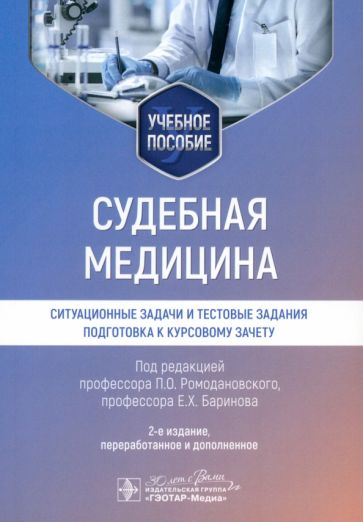 УЧЕБНОЕ
ПОСОБИЕ
СУДЕБНАЯ
МЕДИЦИНА
СИТУАЦИОННЫЕ ЗАДАЧИ И ТЕСТОВЫЕ ЗАДАНИЯ
ПОДГОТОВКА К КУРСОВОМУ ЗАЧЕТУ
Под редакцией
профессора П.О. Ромодановского,
профессора Е.Х. Баринова
2-е издание,
переработанное и дополненное
30 лет с Вами
ИЗДАТЕЛЬСКАЯ ГРУППА
«ГЭОТАР-Медиа»